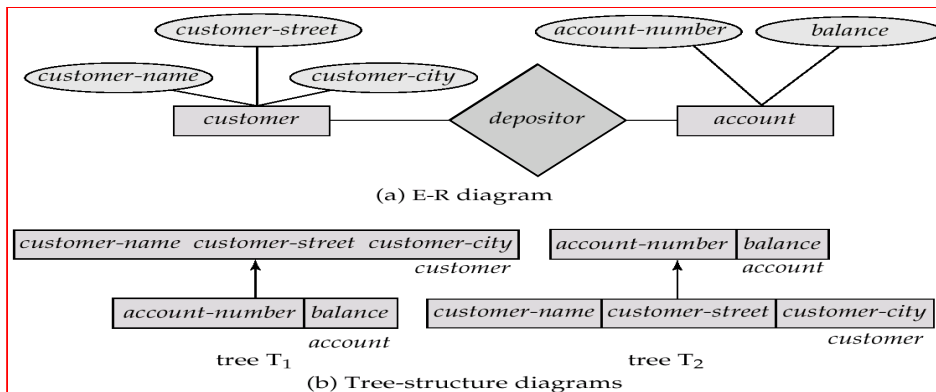 customer-street
account-number balance
customer-name customer-city
customer depositor account
(a) E-R diagram
customer-name customer-street customer-city
customer
account-number balance
account
account-number balance
account
customer-name customer-street customer-city
customer
tree T₁ tree T₂
(b) Tree-structure diagrams